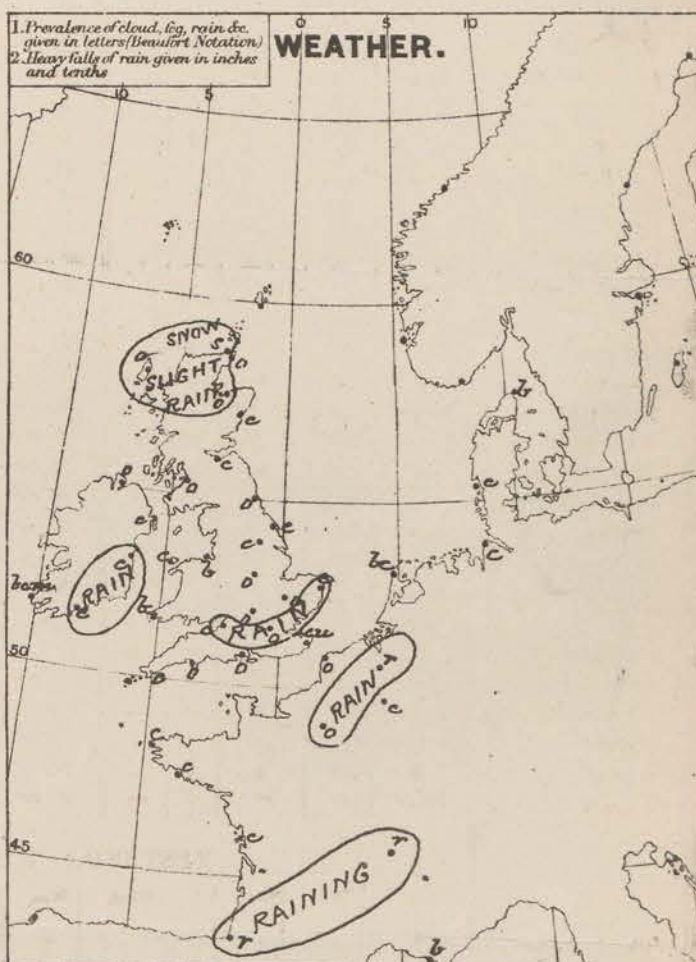 1. Prevalence of cloud, fog, rain &c.
given in letters (Beaufort Notation)
2. Heavy falls of rain given in inches
and tenths
WEATHER.
10 5 0 5 10
60
SNOW
s
o o
SLIGHT
RAIN
o
c
b
c
c
o o
o
c c
c
c
c b
o
bc
c
RAIN
c
b
RAIN
o
o
50
o o o
o
r
RAIN
c
o
c
c
c
45
r
RAINING
r
b